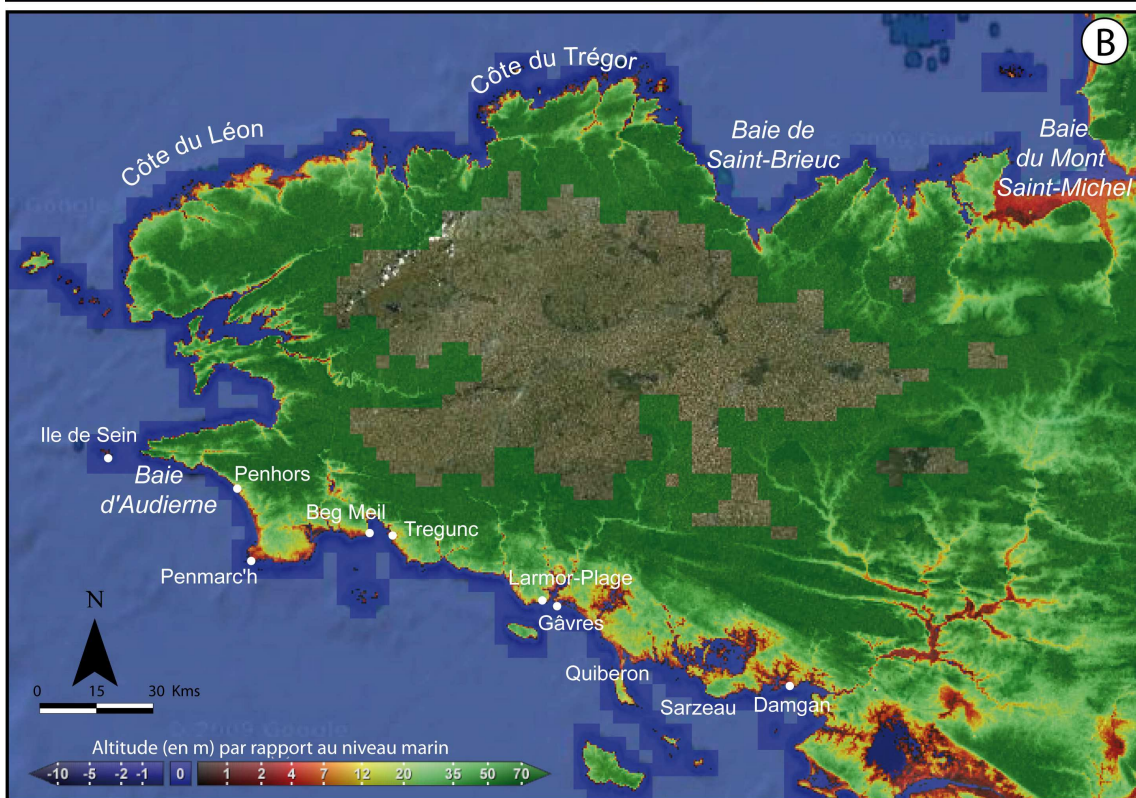 B
Côte du Trégor
Côte du Léon
Baie de
Saint-Brieuc
Baie
du Mont
Saint-Michel
Ile de Sein
Baie
d'Audierne
Penhors
Beg Meil
Tregunc
Penmarc'h
Larmor-Plage
Gâvres
Quiberon
Sarzeau
Damgan
N
0 15 30 Kms
© 2009 Google
Altitude (en m) par rapport au niveau marin
-10 -5 -2 -1 0 1 2 4 7 12 20 35 50 70